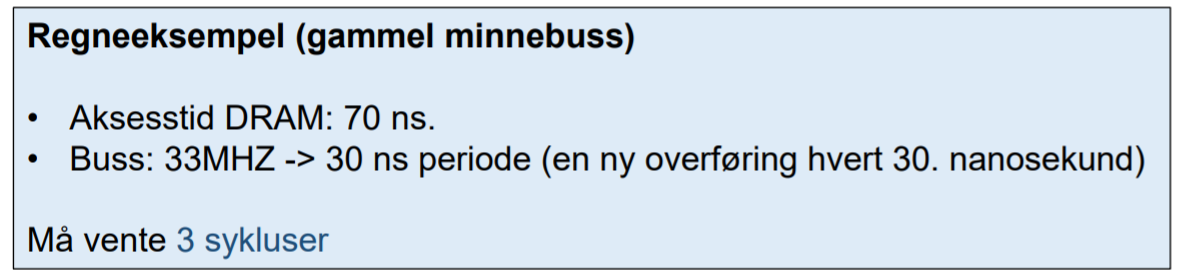 Regneeksempel (gammel minnebuss)
• Aksesstid DRAM: 70 ns.
• Buss: 33MHZ -> 30 ns periode (en ny overføring hvert 30. nanosekund)
Må vente 3 sykluser